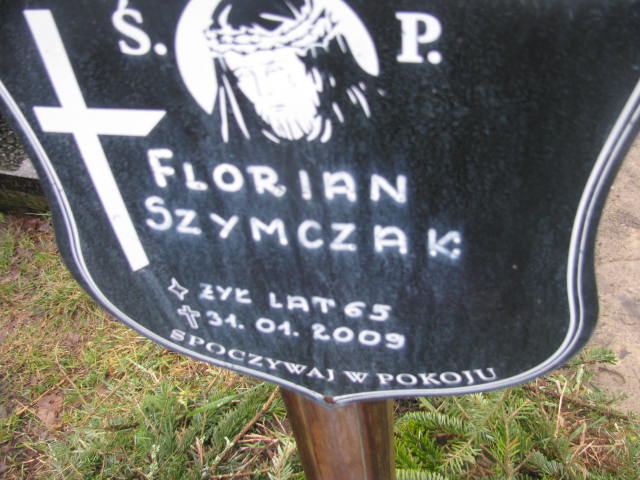 Ś. P.
FLORIAN
SZYMCZAK
ŻYŁ LAT 65
31. 01. 2009
SPOCZYWAJ W POKOJU